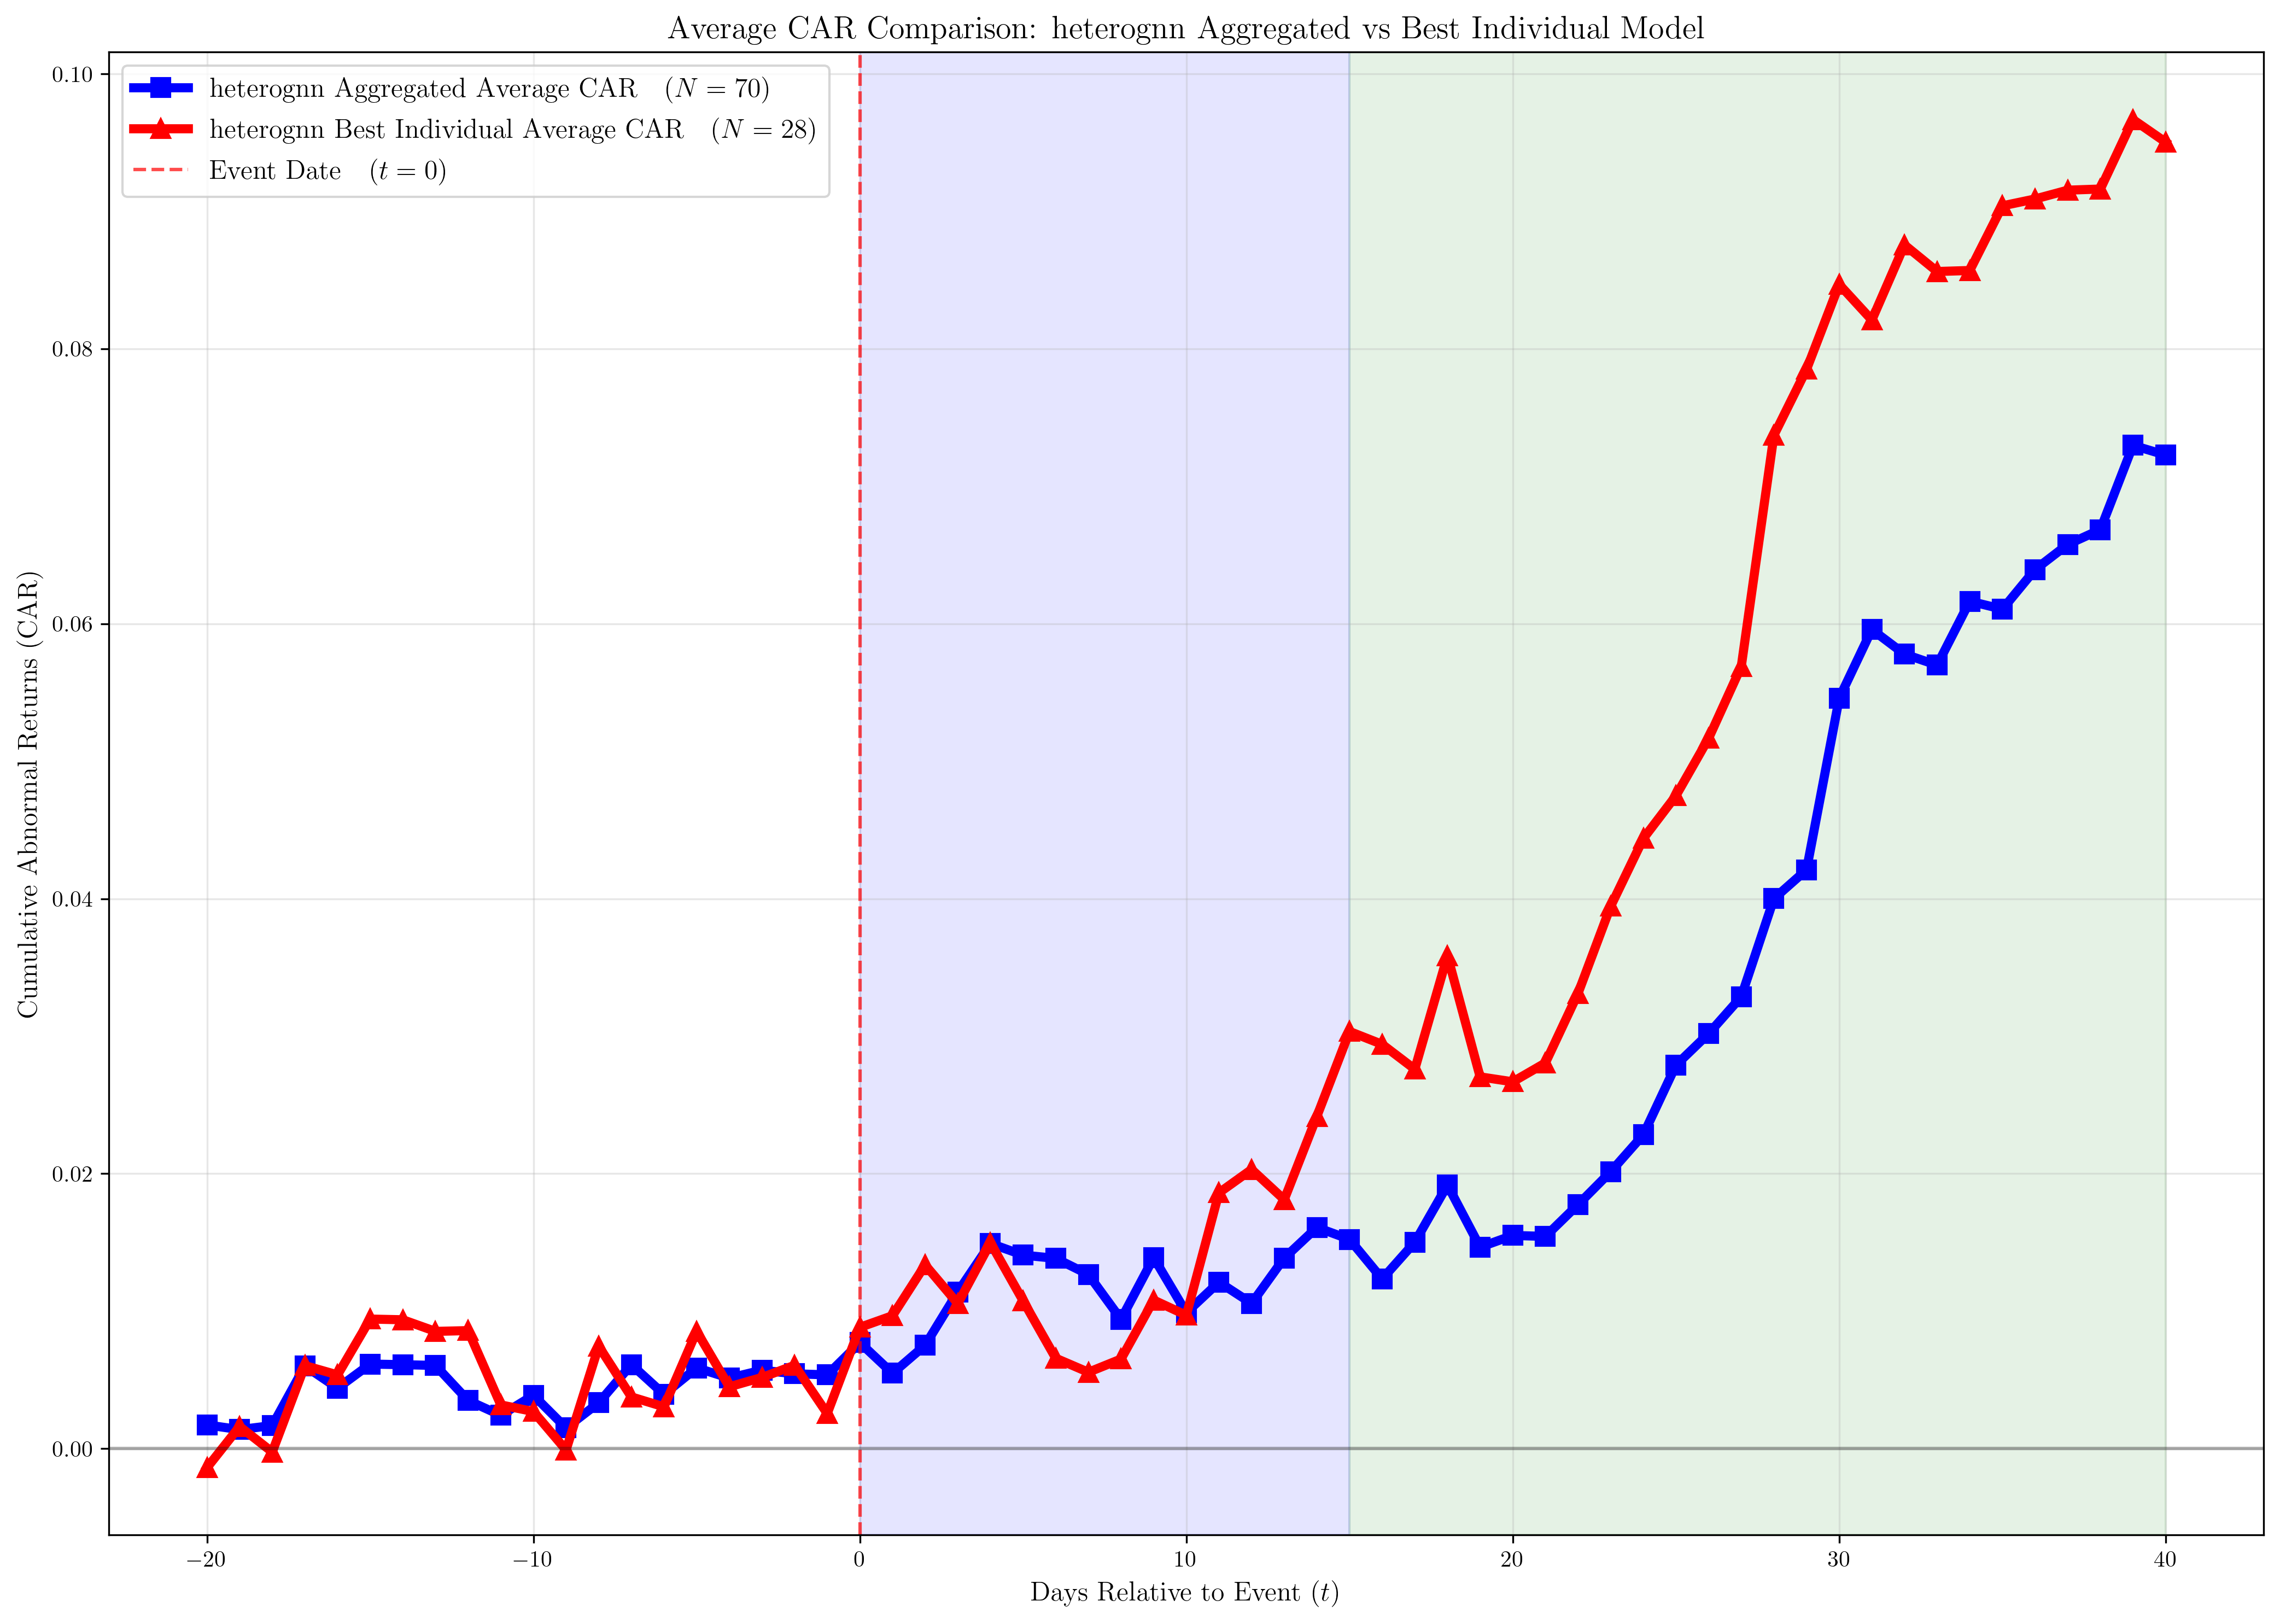 Average CAR Comparison: heterognn Aggregated vs Best Individual Model
heterognn Aggregated Average CAR (N = 70)
heterognn Best Individual Average CAR (N = 28)
Event Date (t = 0)
Cumulative Abnormal Returns (CAR)
0.10
0.08
0.06
0.04
0.02
0.00
−20 −10 0 10 20 30 40
Days Relative to Event (t)